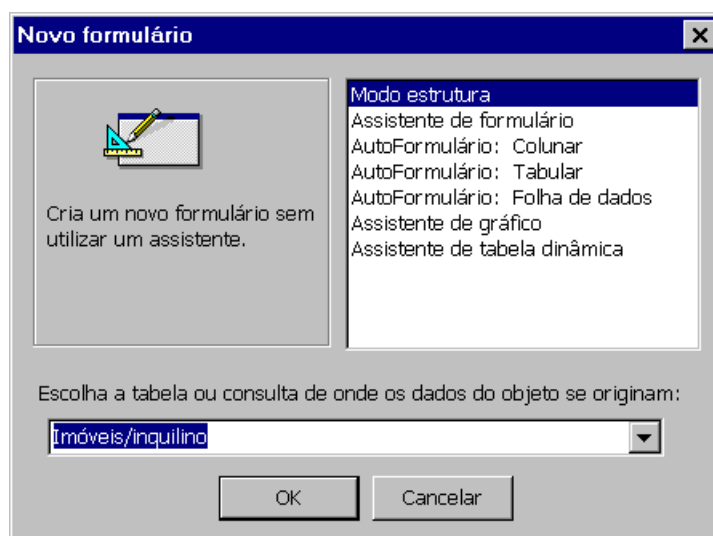 Novo formulário
Cria um novo formulário sem
utilizar um assistente.
Modo estrutura
Assistente de formulário
AutoFormulário: Colunar
AutoFormulário: Tabular
AutoFormulário: Folha de dados
Assistente de gráfico
Assistente de tabela dinâmica
Escolha a tabela ou consulta de onde os dados do objeto se originam:
Imóveis/inquilino
OK
Cancelar